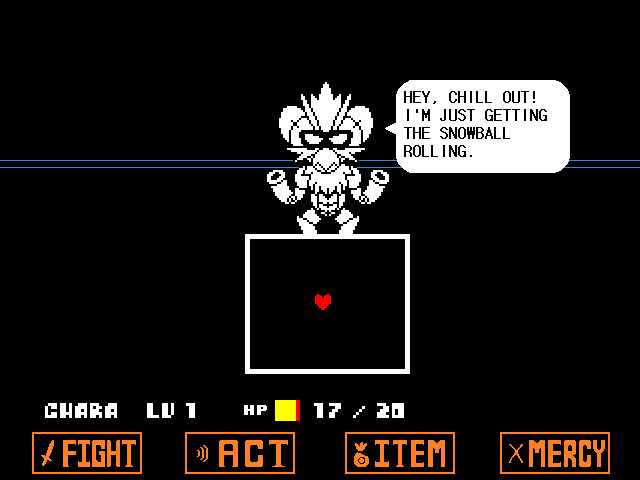 HEY, CHILL OUT!
I'M JUST GETTING
THE SNOWBALL
ROLLING.
CHARA LV 1 HP 17 / 20
FIGHT ACT ITEM MERCY